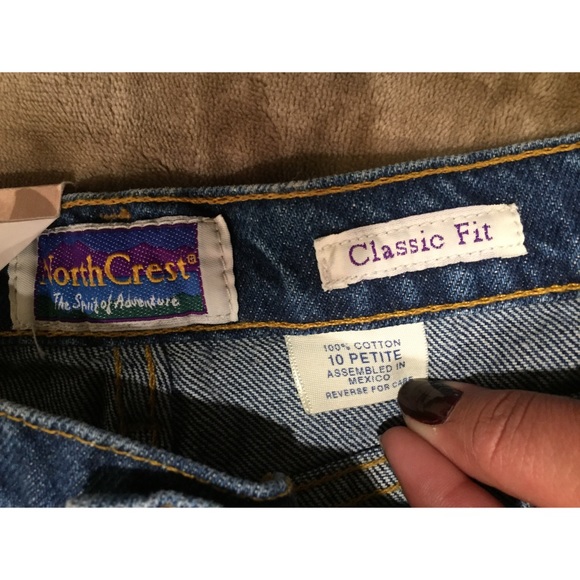 NorthCrest®
The Spirit of Adventure
Classic Fit
100% COTTON
10 PETITE
ASSEMBLED IN
MEXICO
REVERSE FOR CARE